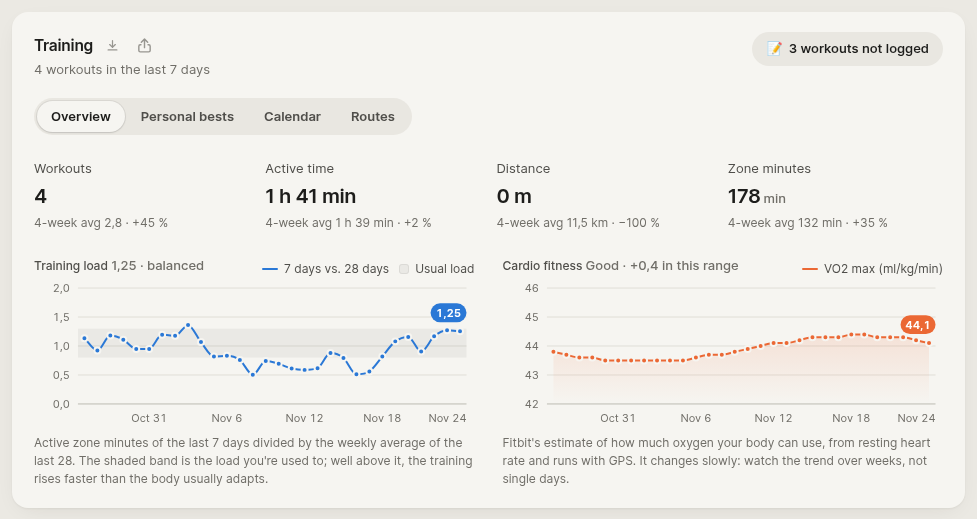 Training
4 workouts in the last 7 days
📝 3 workouts not logged
Overview Personal bests Calendar Routes
Workouts
4
4-week avg 2,8 · +45 %
Active time
1 h 41 min
4-week avg 1 h 39 min · +2 %
Distance
0 m
4-week avg 11,5 km · −100 %
Zone minutes
178 min
4-week avg 132 min · +35 %
Training load 1,25 · balanced
7 days vs. 28 days Usual load
2,0
1,5
1,0
0,5
0,0
1,25
Oct 31 Nov 6 Nov 12 Nov 18 Nov 24
Active zone minutes of the last 7 days divided by the weekly average of the
last 28. The shaded band is the load you're used to; well above it, the training
rises faster than the body usually adapts.
Cardio fitness Good · +0,4 in this range
VO2 max (ml/kg/min)
46
45
44
43
42
44,1
Oct 31 Nov 6 Nov 12 Nov 18 Nov 24
Fitbit's estimate of how much oxygen your body can use, from resting heart
rate and runs with GPS. It changes slowly: watch the trend over weeks, not
single days.